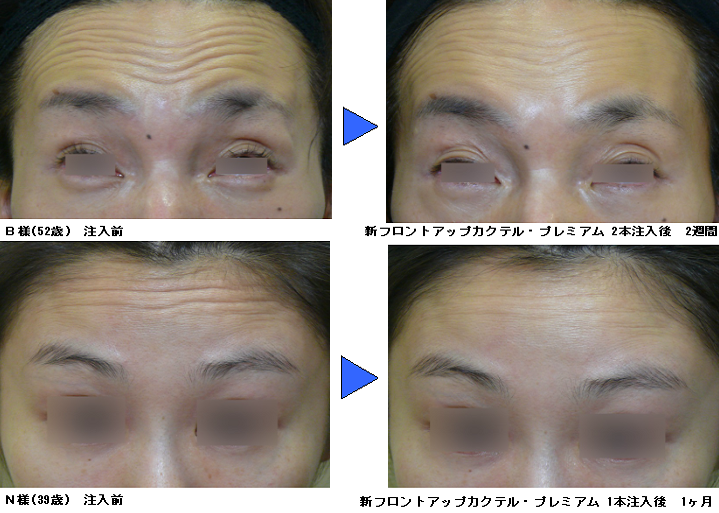 B様(52歳) 注入前
新フロントアップカクテル・プレミアム 2本注入後 2週間
N様(39歳) 注入前
新フロントアップカクテル・プレミアム 1本注入後 1ヶ月